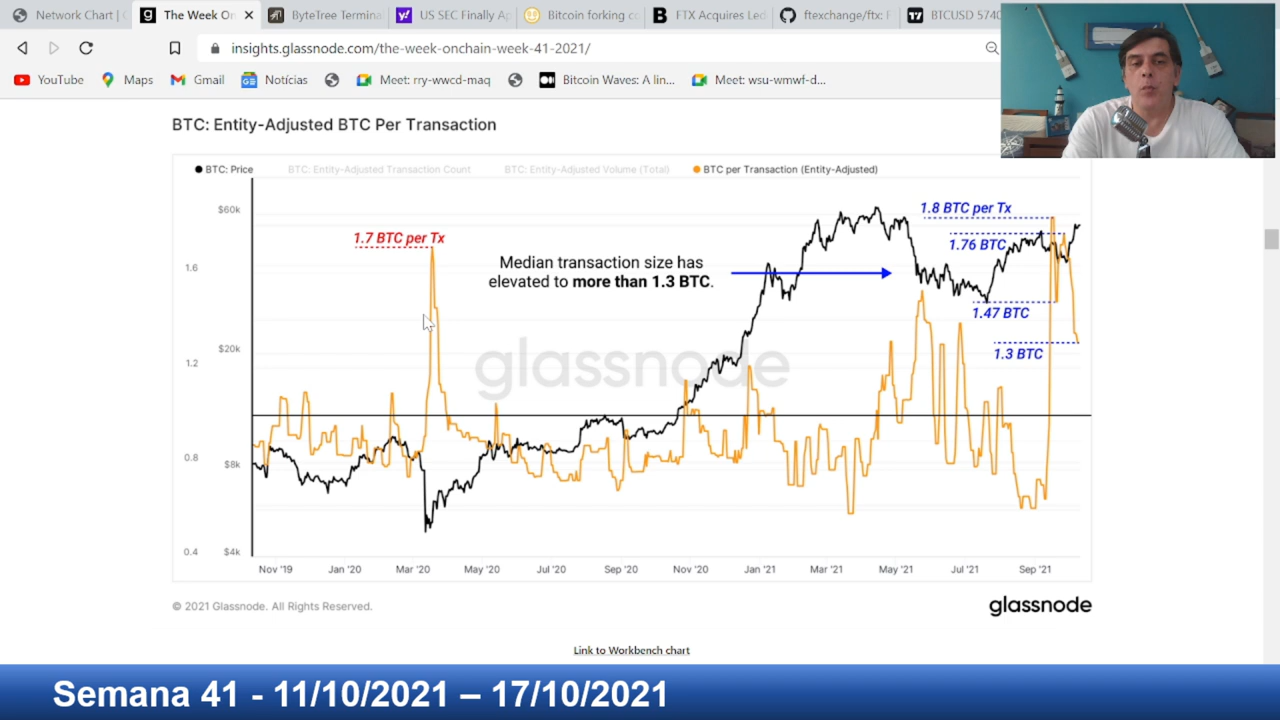 Network Chart |
The Week On
ByteTree Termina
US SEC Finally Ap
Bitcoin forking cc
FTX Acquires Led
ftexchange/ftx: F
BTCUSD 5740
insights.glassnode.com/the-week-onchain-week-41-2021/
YouTube
Maps
Gmail
Notícias
Meet: rry-wwcd-maq
Bitcoin Waves: A lin...
Meet: wsu-wmwf-d...
BTC: Entity-Adjusted BTC Per Transaction
BTC: Price
BTC: Entity-Adjusted Transaction Count
BTC: Entity-Adjusted Volume (Total)
BTC per Transaction (Entity-Adjusted)
$60k
1.6
$20k
1.2
0.8
$8k
0.4
$4k
1.7 BTC per Tx
Median transaction size has
elevated to more than 1.3 BTC.
1.8 BTC per Tx
1.76 BTC
1.47 BTC
1.3 BTC
glassnode
Nov '19
Jan '20
Mar '20
May '20
Jul '20
Sep '20
Nov '20
Jan '21
Mar '21
May '21
Jul '21
Sep '21
© 2021 Glassnode. All Rights Reserved.
glassnode
Link to Workbench chart
Semana 41 - 11/10/2021 – 17/10/2021